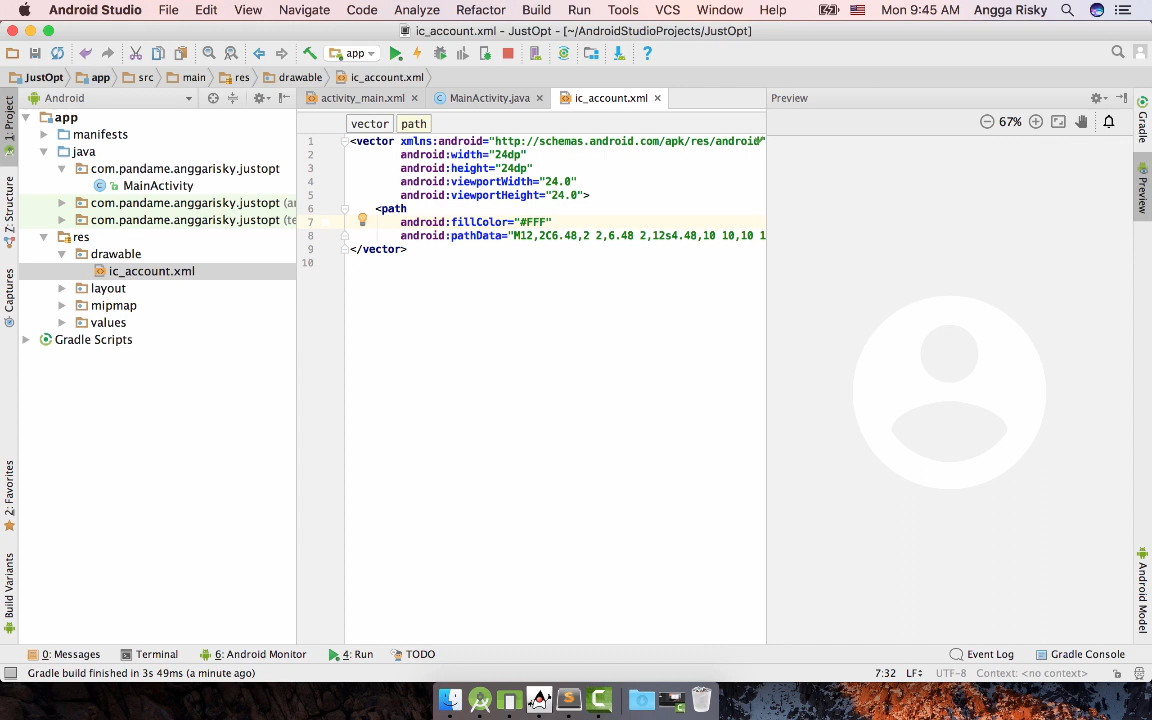 Android Studio File Edit View Navigate Code Analyze Refactor Build Run Tools VCS Window Help Mon 9:45 AM Angga Risky
ic_account.xml - JustOpt - [~/AndroidStudioProjects/JustOpt]
app
JustOpt app src main res drawable ic_account.xml
Android activity_main.xml MainActivity.java ic_account.xml Preview
vector path
67%
1: Project
Z: Structure
Captures
2: Favorites
Build Variants
app
manifests
java
com.pandame.anggarisky.justopt
MainActivity
com.pandame.anggarisky.justopt (a
com.pandame.anggarisky.justopt (te
res
drawable
ic_account.xml
layout
mipmap
values
Gradle Scripts
1 <vector xmlns:android="http://schemas.android.com/apk/res/android"
2 android:width="24dp"
3 android:height="24dp"
4 android:viewportWidth="24.0"
5 android:viewportHeight="24.0">
6 <path
7 android:fillColor="#FFF"
8 android:pathData="M12,2C6.48,2 2,6.48 2,12s4.48,10 10,10 1
9 </vector>
10
Gradle
Preview
Android Model
0: Messages Terminal 6: Android Monitor 4: Run TODO Event Log Gradle Console
Gradle build finished in 3s 49ms (a minute ago) 7:32 LF UTF-8 Context: <no context>